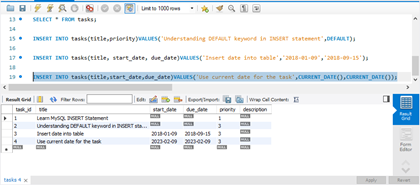 Limit to 1000 rows
12 SELECT * FROM tasks;
13
15 INSERT INTO tasks(title,priority)VALUES('Understanding DEFAULT keyword in INSERT statement',DEFAULT);
17 INSERT INTO tasks(title, start_date, due_date)VALUES('Insert date into table','2018-01-09','2018-09-15');
19 INSERT INTO tasks(title,start_date,due_date)VALUES('Use current date for the task',CURRENT_DATE(),CURRENT_DATE());
Result Grid Filter Rows: Edit: Export/Import: Wrap Cell Content:
task_id title start_date due_date priority description
1 Learn MySQL INSERT Statement NULL NULL 1 NULL
2 Understanding DEFAULT keyword in INSERT sta... NULL NULL 3 NULL
3 Insert date into table 2018-01-09 2018-09-15 3 NULL
4 Use current date for the task 2023-02-09 2023-02-09 3 NULL
NULL NULL NULL NULL NULL NULL
Result Grid
Form Editor
tasks 4
Apply Revert